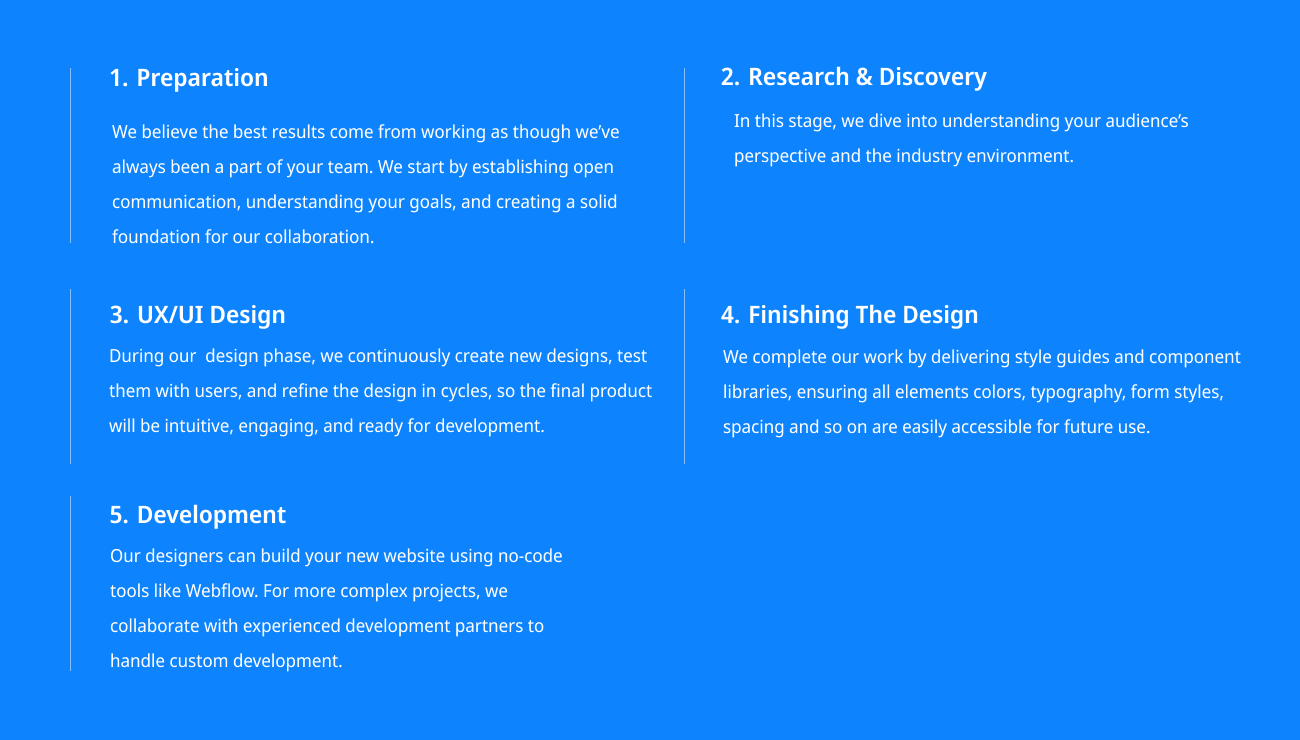 1. Preparation
We believe the best results come from working as though we’ve
always been a part of your team. We start by establishing open
communication, understanding your goals, and creating a solid
foundation for our collaboration.
2. Research & Discovery
In this stage, we dive into understanding your audience’s
perspective and the industry environment.
3. UX/UI Design
During our  design phase, we continuously create new designs, test
them with users, and refine the design in cycles, so the final product
will be intuitive, engaging, and ready for development.
4. Finishing The Design
We complete our work by delivering style guides and component
libraries, ensuring all elements colors, typography, form styles,
spacing and so on are easily accessible for future use.
5. Development
Our designers can build your new website using no-code
tools like Webflow. For more complex projects, we
collaborate with experienced development partners to
handle custom development.